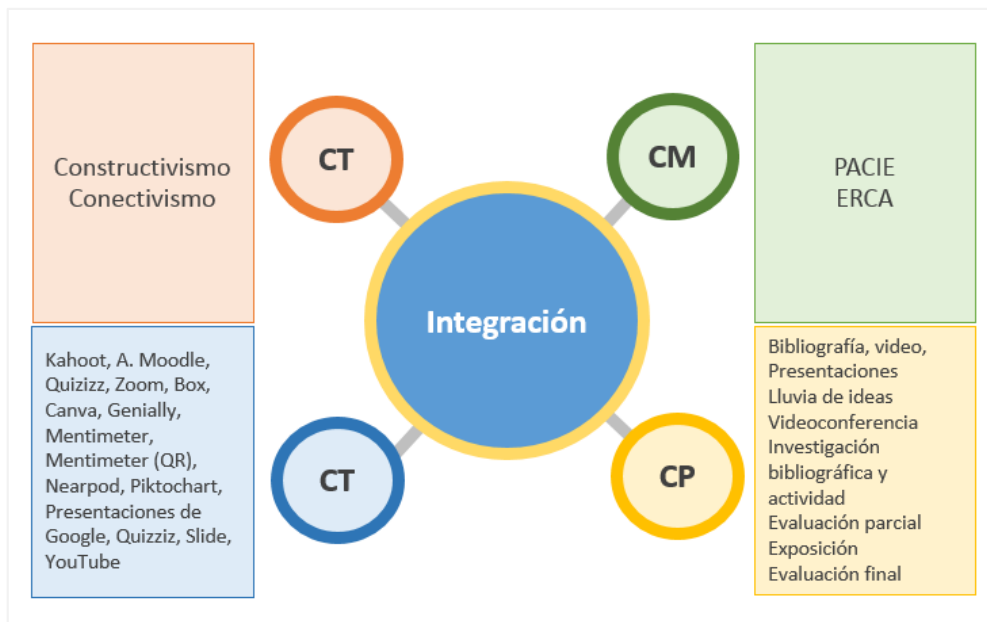 Constructivismo
Conectivismo
CT
CM
PACIE
ERCA
Integración
Kahoot, A. Moodle,
Quizizz, Zoom, Box,
Canva, Genially,
Mentimeter,
Mentimeter (QR),
Nearpod, Piktochart,
Presentaciones de
Google, Quizziz, Slide,
YouTube
CT
CP
Bibliografía, video,
Presentaciones
Lluvia de ideas
Videoconferencia
Investigación
bibliográfica y
actividad
Evaluación parcial
Exposición
Evaluación final